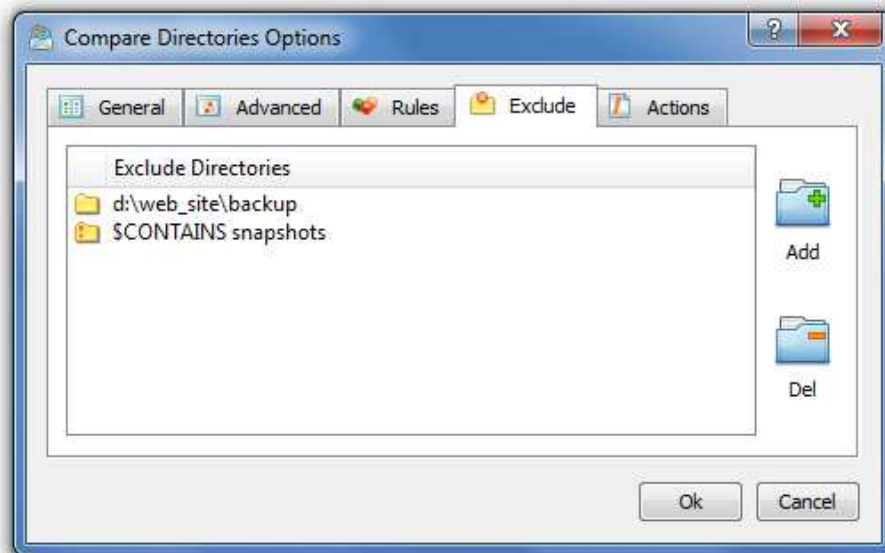 Compare Directories Options
General Advanced Rules Exclude Actions
Exclude Directories
d:\web_site\backup
$CONTAINS snapshots
Add
Del
Ok Cancel